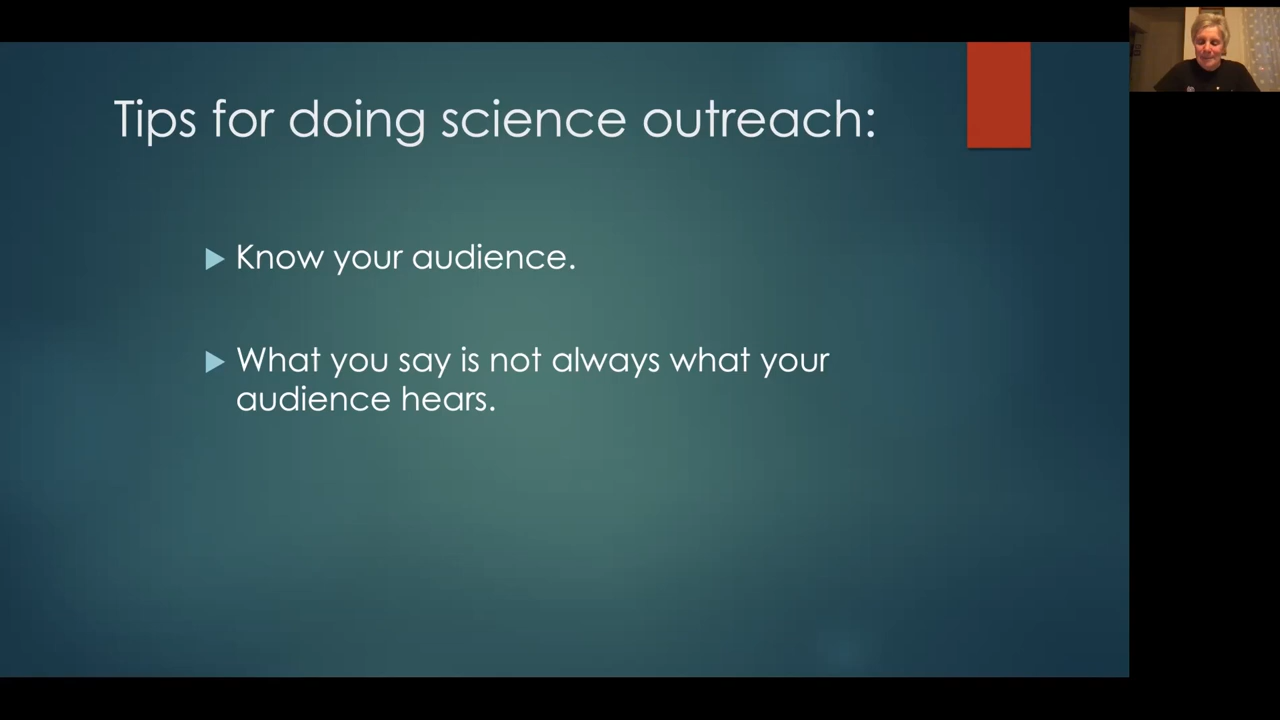 Tips for doing science outreach:
Know your audience.
What you say is not always what your
audience hears.